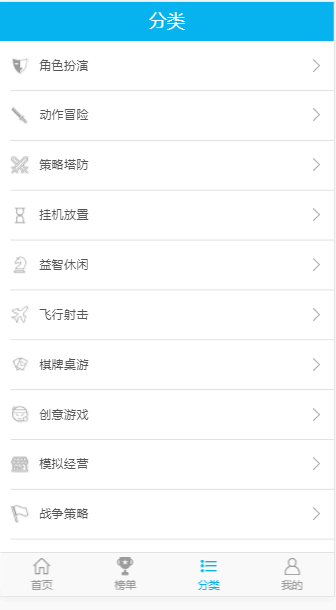 分类
角色扮演
动作冒险
策略塔防
挂机放置
益智休闲
飞行射击
棋牌桌游
创意游戏
模拟经营
战争策略
首页 榜单 分类 我的